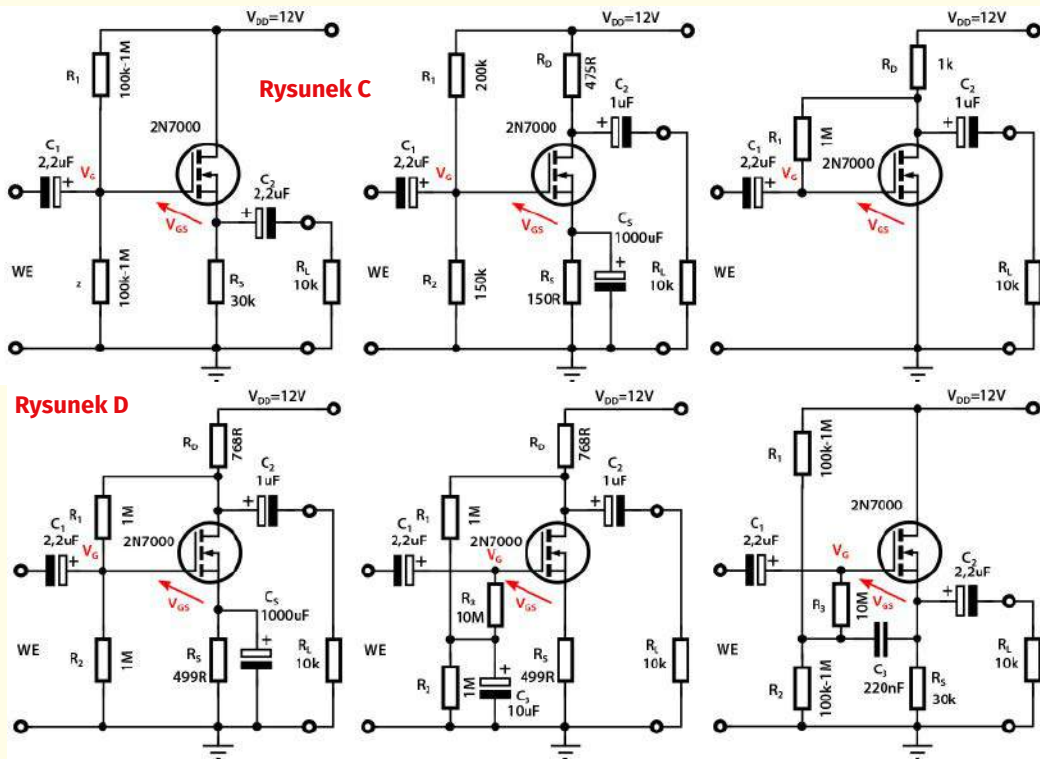 V_DD=12V
R₁
100k-1M
2N7000
C₁
2,2uF
+
V_G
V_GS
C₂
2,2uF
+
WE
z
100k-1M
R_S
30k
R_L
10k
Rysunek C
V_DD=12V
R₁
200k
R_D
475R
C₂
1uF
+
2N7000
C₁
2,2uF
+
V_G
V_GS
C_S
1000uF
+
WE
R₂
150k
R_S
150R
R_L
10k
V_DD=12V
R_D
1k
C₂
1uF
+
R₁
1M
2N7000
C₁
2,2uF
+
V_G
V_GS
WE
R_L
10k
Rysunek D
V_DD=12V
R_D
768R
C₂
1uF
+
R₁
1M
2N7000
C₁
2,2uF
+
V_G
V_GS
C_S
1000uF
+
WE
R₂
1M
R_S
499R
R_L
10k
V_DD=12V
R_D
768R
C₂
1uF
+
R₁
1M
2N7000
C₁
2,2uF
+
V_G
V_GS
R₃
10M
WE
1M
C₃
10uF
+
R_S
499R
R_L
10k
V_DD=12V
R₁
100k-1M
2N7000
C₁
2,2uF
+
V_G
V_GS
C₂
2,2uF
+
R₃
10M
WE
C₃
220nF
R₂
100k-1M
R_S
30k
R_L
10k